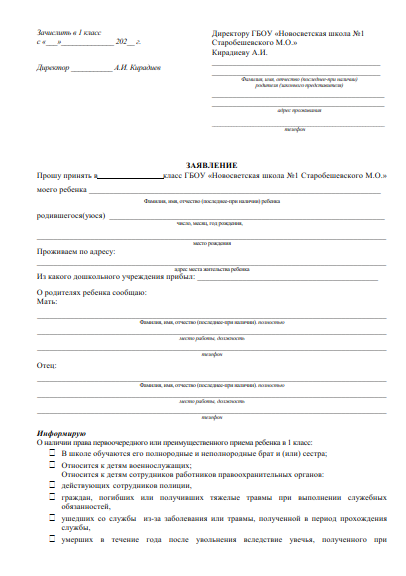 Зачислить в 1 класс
с «___»_______________ 202__ г.
Директор ____________ А.И. Кирадиев
Директору ГБОУ «Новосветская школа №1
Старобешевского М.О.»
Кирадиеву А.И.
Фамилия, имя, отчество (последнее-при наличии)
родителя (законного представителя)
адрес проживания
телефон
ЗАЯВЛЕНИЕ
Прошу принять в________________класс ГБОУ «Новосветская школа №1 Старобешевского М.О.»
моего ребенка
Фамилия, имя, отчество (последнее-при наличии) ребенка
родившегося(уюся)
число, месяц, год рождения,
место рождения
Проживаем по адресу:
адрес места жительства ребенка
Из какого дошкольного учреждения прибыл:
О родителях ребенка сообщаю:
Мать:
Фамилия, имя, отчество (последнее-при наличии) полностью
место работы, должность
телефон
Отец:
Фамилия, имя, отчество (последнее-при наличии) полностью
место работы, должность
телефон
Информирую
О наличии права первоочередного или преимущественного приема ребенка в 1 класс:
В школе обучаются его полнородные и неполнородные брат и (или) сестра;
Относится к детям военнослужащих;
Относится к детям сотрудников работников правоохранительных органов:
действующих сотрудников полиции,
граждан, погибших или получивших тяжелые травмы при выполнении служебных
обязанностей,
ушедших со службы из-за заболевания или травмы, полученной в период прохождения
службы,
умерших в течение года после увольнения вследствие увечья, полученного при